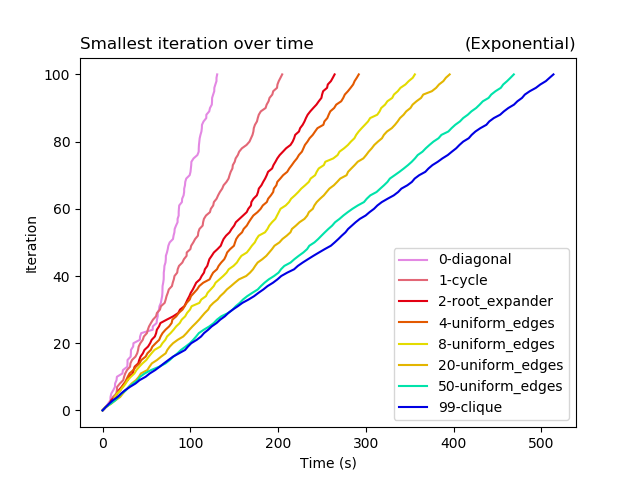 Smallest iteration over time (Exponential)
100
80
60
40
20
0
Iteration
0-diagonal
1-cycle
2-root_expander
4-uniform_edges
8-uniform_edges
20-uniform_edges
50-uniform_edges
99-clique
0 100 200 300 400 500
Time (s)